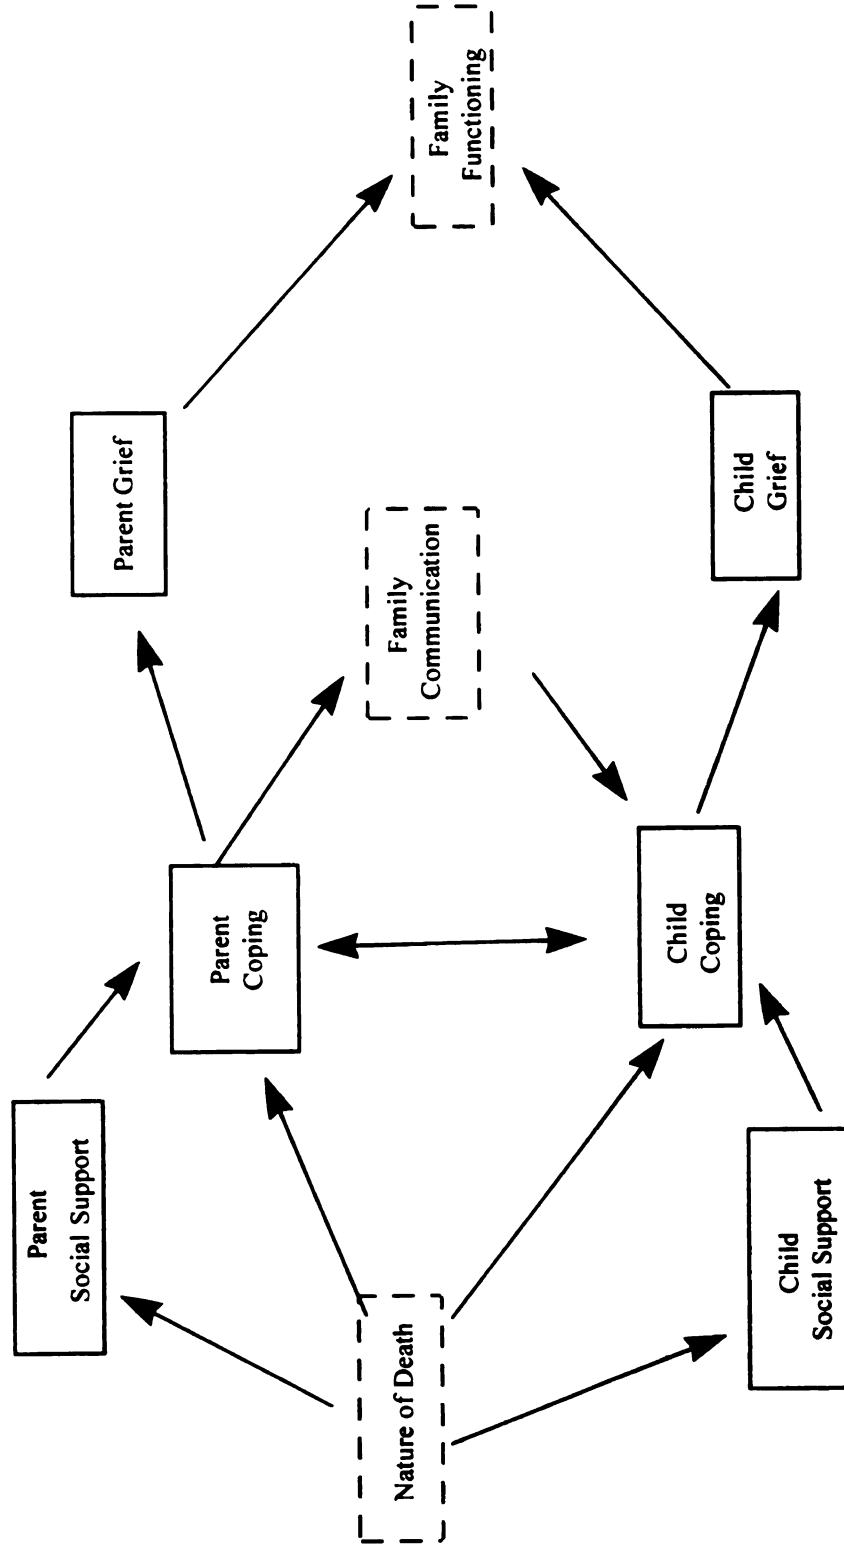 Parent
Social Support
Parent
Coping
Parent Grief
Nature of Death
Family
Communication
Family
Functioning
Child
Social Support
Child
Coping
Child
Grief